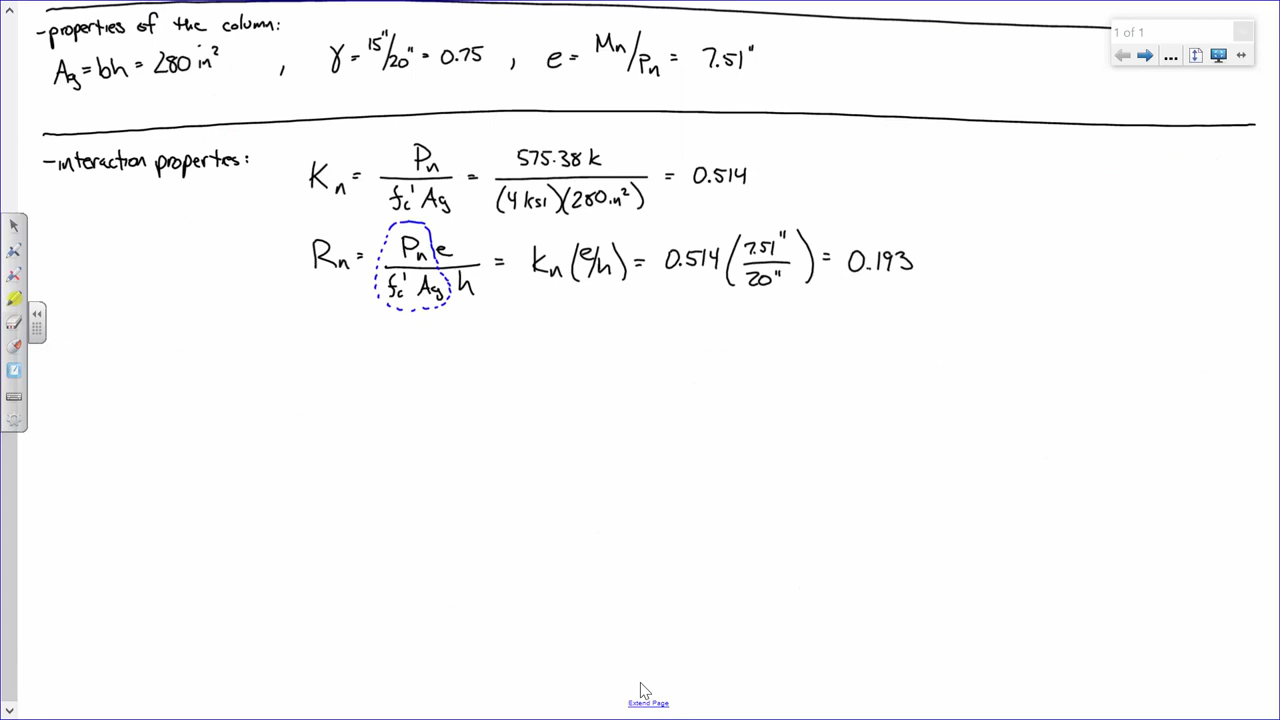 -properties of the column:
Ag = bh = 280 in² , γ = 15"/20" = 0.75 , e = Mn/Pn = 7.51"
1 of 1
-interaction properties:
Kn = Pn / fc' Ag = 575.38 k / (4 ksi)(280 in²) = 0.514
Rn = Pn e / fc' Ag h = Kn (e/h) = 0.514 (7.51" / 20") = 0.193
Extend Page